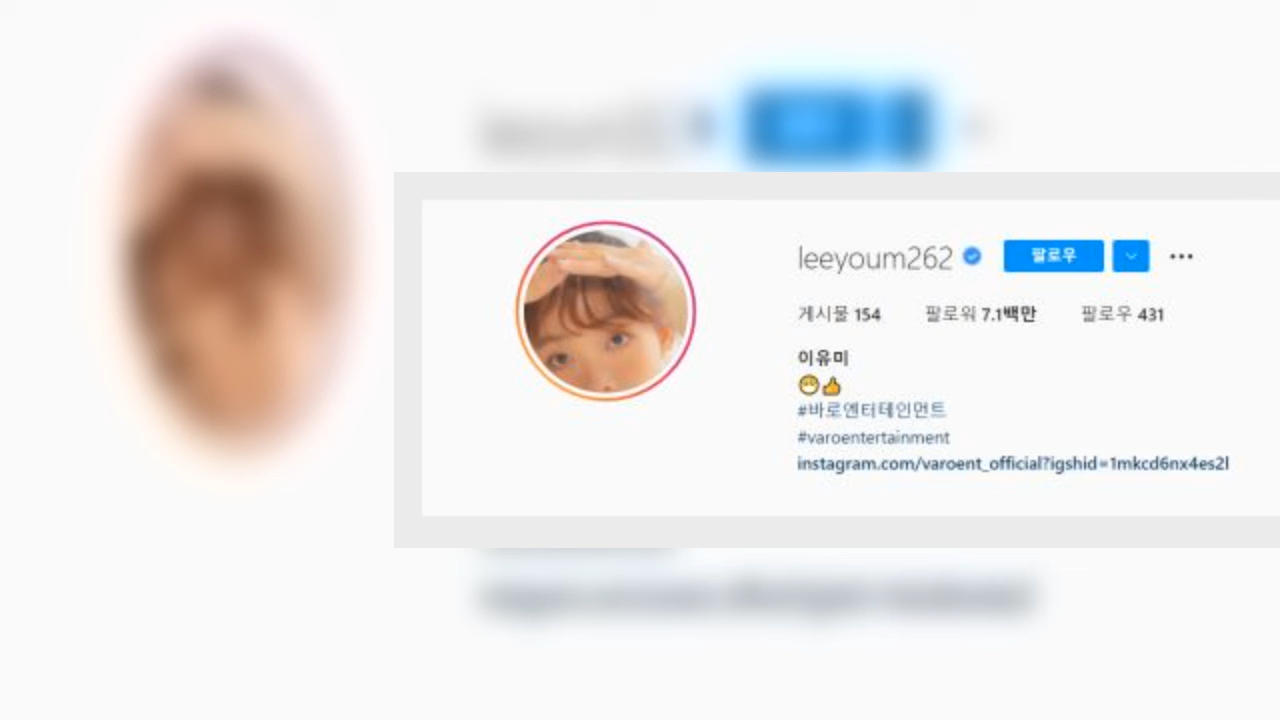 leeyoum262 팔로우
게시물 154 팔로워 7.1백만 팔로우 431
이유미
😷👍
#바로엔터테인먼트
#varoentertainment
instagram.com/varoent_official?igshid=1mkcd6nx4es2l